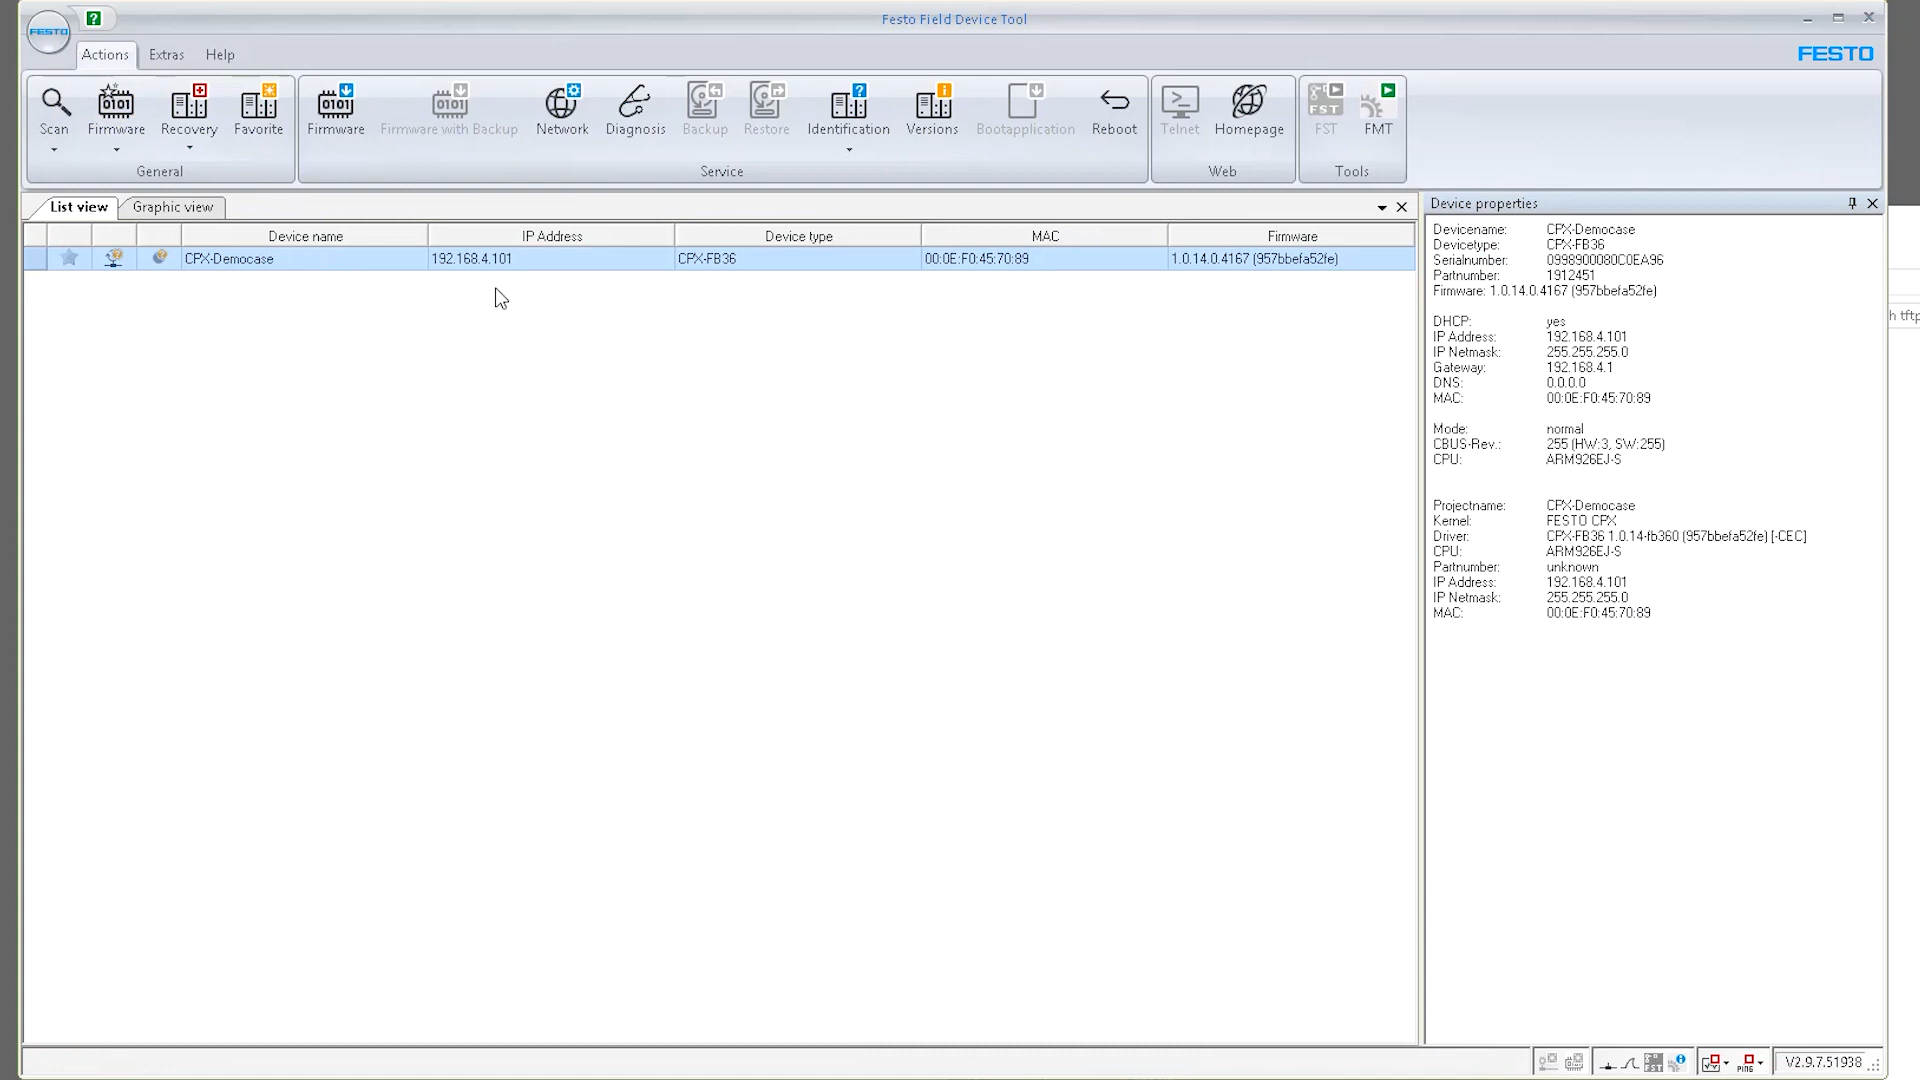 Festo Field Device Tool
FESTO
Actions Extras Help
FESTO
Scan Firmware Recovery Favorite
General
Firmware Firmware with Backup Network Diagnosis Backup Restore Identification Versions Bootapplication Reboot
Service
Telnet Homepage
Web
FST FMT
Tools
List view Graphic view
Device name IP Address Device type MAC Firmware
CPX-Democase 192.168.4.101 CPX-FB36 00:0E:F0:45:70:89 1.0.14.0.4167 (957bbefa52fe)
Device properties
Devicename: CPX-Democase
Devicetype: CPX-FB36
Serialnumber: 0998900080C0EA96
Partnumber: 1912451
Firmware: 1.0.14.0.4167 (957bbefa52fe)
DHCP: yes
IP Address: 192.168.4.101
IP Netmask: 255.255.255.0
Gateway: 192.168.4.1
DNS: 0.0.0.0
MAC: 00:0E:F0:45:70:89
Mode: normal
CBUS-Rev.: 255 (HW:3, SW:255)
CPU: ARM926EJ-S
Projectname: CPX-Democase
Kernel: FESTO CPX
Driver: CPX-FB36 1.0.14-fb360 (957bbefa52fe) [-CEC]
CPU: ARM926EJ-S
Partnumber: unknown
IP Address: 192.168.4.101
IP Netmask: 255.255.255.0
MAC: 00:0E:F0:45:70:89
h tftp
V2.9.7.51938